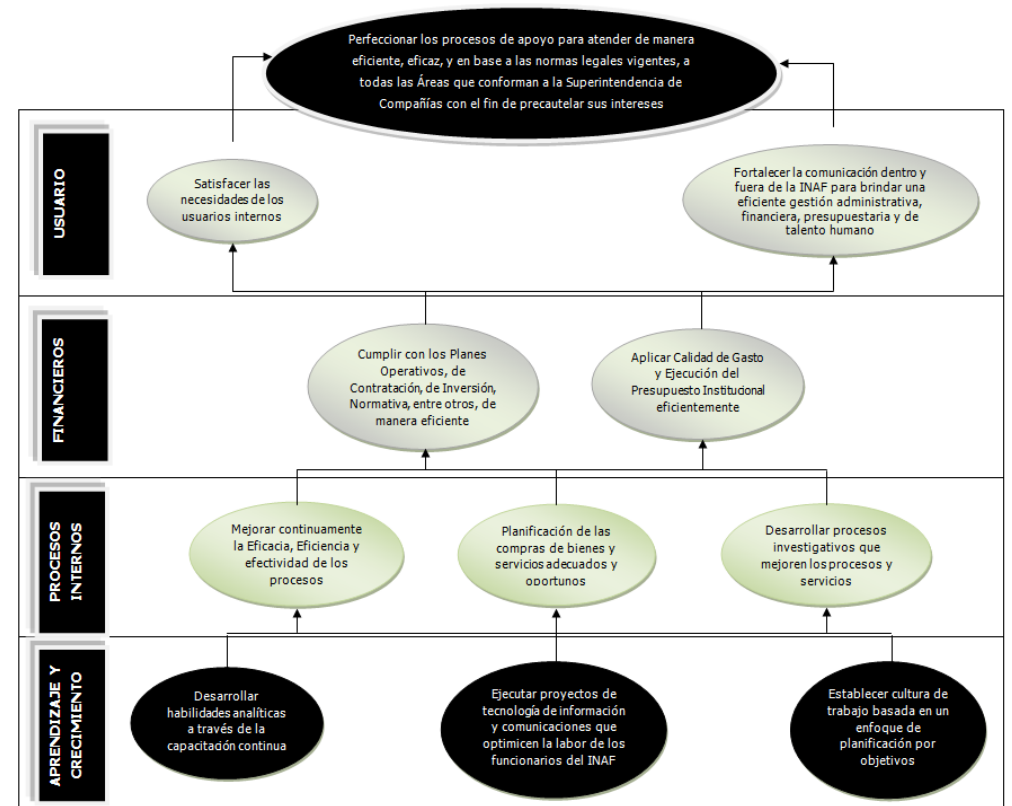 Perfeccionar los procesos de apoyo para atender de manera
eficiente, eficaz, y en base a las normas legales vigentes, a
todas las Áreas que conforman a la Superintendencia de
Compañías con el fin de precautelar sus intereses
USUARIO
Satisfacer las
necesidades de los
usuarios internos
Fortalecer la comunicación dentro y
fuera de la INAF para brindar una
eficiente gestión administrativa,
financiera, presupuestaria y de
talento humano
FINANCIEROS
Cumplir con los Planes
Operativos, de
Contratación, de Inversión,
Normativa, entre otros, de
manera eficiente
Aplicar Calidad de Gasto
y Ejecución del
Presupuesto Institucional
eficientemente
PROCESOS
INTERNOS
Mejorar continuamente
la Eficacia, Eficiencia y
efectividad de los
procesos
Planificación de las
compras de bienes y
servicios adecuados y
oportunos
Desarrollar procesos
investigativos que
mejoren los procesos y
servicios
APRENDIZAJE Y
CRECIMIENTO
Desarrollar
habilidades analíticas
a través de la
capacitación continua
Ejecutar proyectos de
tecnología de información
y comunicaciones que
optimicen la labor de los
funcionarios del INAF
Establecer cultura de
trabajo basada en un
enfoque de
planificación por
objetivos